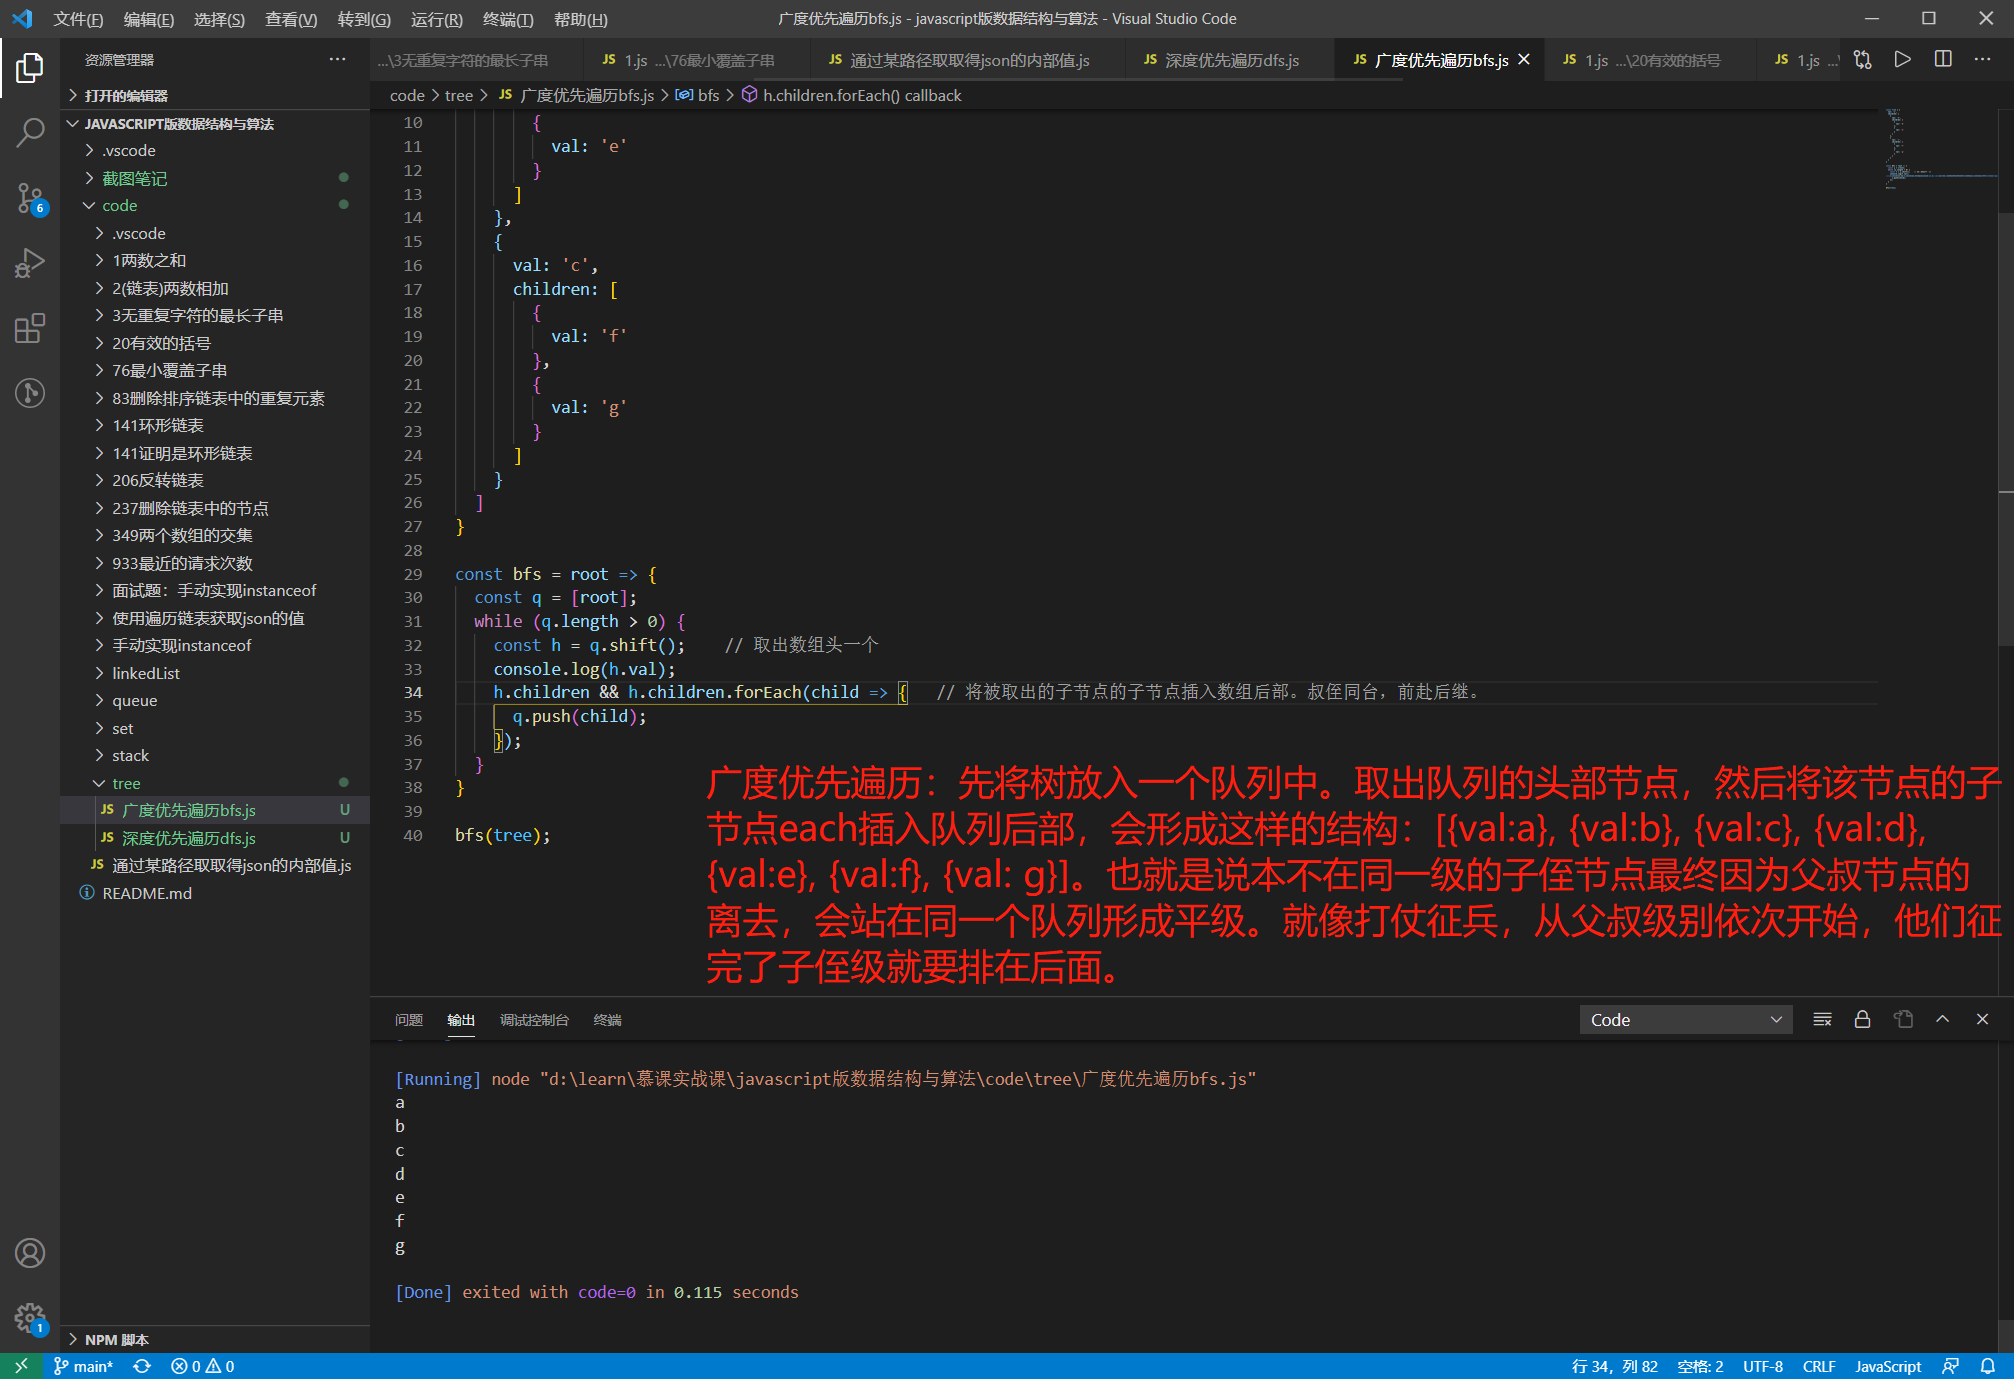 文件(F) 编辑(E) 选择(S) 查看(V) 转到(G) 运行(R) 终端(T) 帮助(H) 广度优先遍历bfs.js - javascript版数据结构与算法 - Visual Studio Code
资源管理器
...\3无重复字符的最长子串 JS 1.js ...\76最小覆盖子串 JS 通过某路径取取得json的内部值.js JS 深度优先遍历dfs.js JS 广度优先遍历bfs.js JS 1.js ...\20有效的括号 JS 1.js ...\
code > tree > JS 广度优先遍历bfs.js > bfs > h.children.forEach() callback
打开的编辑器
JAVASCRIPT版数据结构与算法
.vscode
截图笔记
code
.vscode
1两数之和
2(链表)两数相加
3无重复字符的最长子串
20有效的括号
76最小覆盖子串
83删除排序链表中的重复元素
141环形链表
141证明是环形链表
206反转链表
237删除链表中的节点
349两个数组的交集
933最近的请求次数
面试题：手动实现instanceof
使用遍历链表获取json的值
手动实现instanceof
linkedList
queue
set
stack
tree
JS 广度优先遍历bfs.js U
JS 深度优先遍历dfs.js U
JS 通过某路径取取得json的内部值.js
README.md
NPM 脚本
6
1
10 {
11 val: 'e'
12 }
13 ]
14 },
15 {
16 val: 'c',
17 children: [
18 {
19 val: 'f'
20 },
21 {
22 val: 'g'
23 }
24 ]
25 }
26 ]
27 }
28
29 const bfs = root => {
30 const q = [root];
31 while (q.length > 0) {
32 const h = q.shift(); // 取出数组头一个
33 console.log(h.val);
34 h.children && h.children.forEach(child => { // 将被取出的子节点的子节点插入数组后部。叔侄同台，前赴后继。
35 q.push(child);
36 });
37 }
38 }
39
40 bfs(tree);
广度优先遍历：先将树放入一个队列中。取出队列的头部节点，然后将该节点的子
节点each插入队列后部，会形成这样的结构：[{val:a}, {val:b}, {val:c}, {val:d},
{val:e}, {val:f}, {val: g}]。也就是说本不在同一级的子侄节点最终因为父叔节点的
离去，会站在同一个队列形成平级。就像打仗征兵，从父叔级别依次开始，他们征
完了子侄级就要排在后面。
问题 输出 调试控制台 终端 Code
[Running] node "d:\learn\慕课实战课\javascript版数据结构与算法\code\tree\广度优先遍历bfs.js"
a
b
c
d
e
f
g
[Done] exited with code=0 in 0.115 seconds
main* 0 0 行 34，列 82 空格: 2 UTF-8 CRLF JavaScript